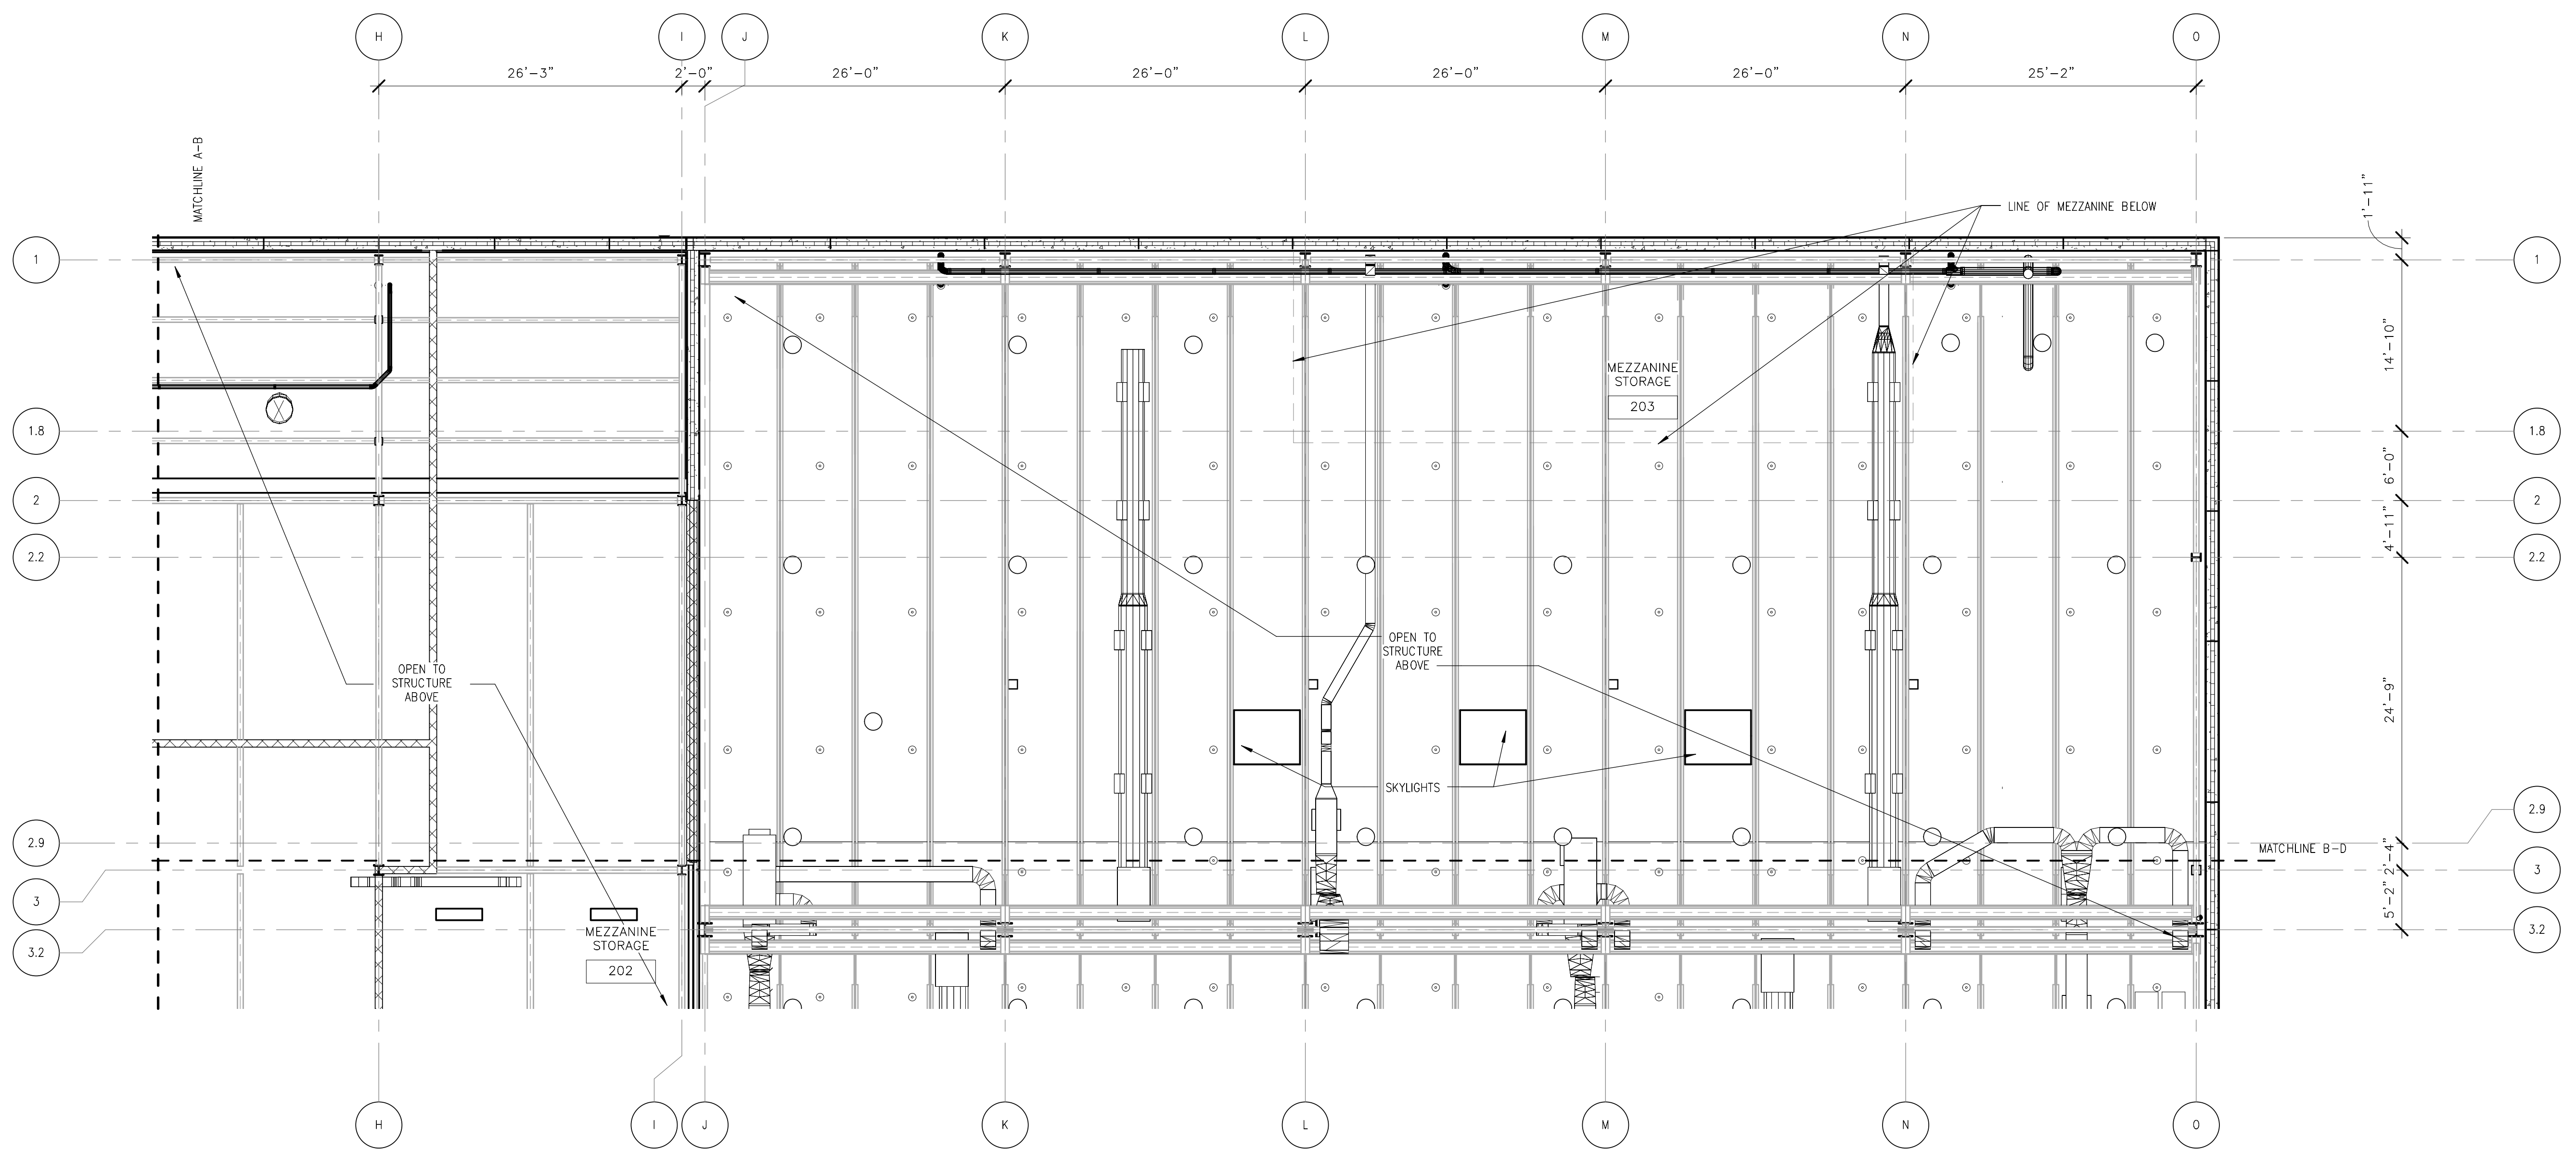 H
I
J
K
L
M
N
O
26'-3"
2'-0"
26'-0"
26'-0"
26'-0"
26'-0"
25'-2"
MATCHLINE A-B
LINE OF MEZZANINE BELOW
1'-11"
1
1
14'-10"
MEZZANINE
STORAGE
203
1.8
1.8
6'-0"
2
2
4'-11"
2.2
2.2
OPEN TO
STRUCTURE
ABOVE
OPEN TO
STRUCTURE
ABOVE
24'-9"
SKYLIGHTS
2.9
2.9
MATCHLINE B-D
2'-4"
3
3
5'-2"
MEZZANINE
STORAGE
202
3.2
3.2
H
I
J
K
L
M
N
O